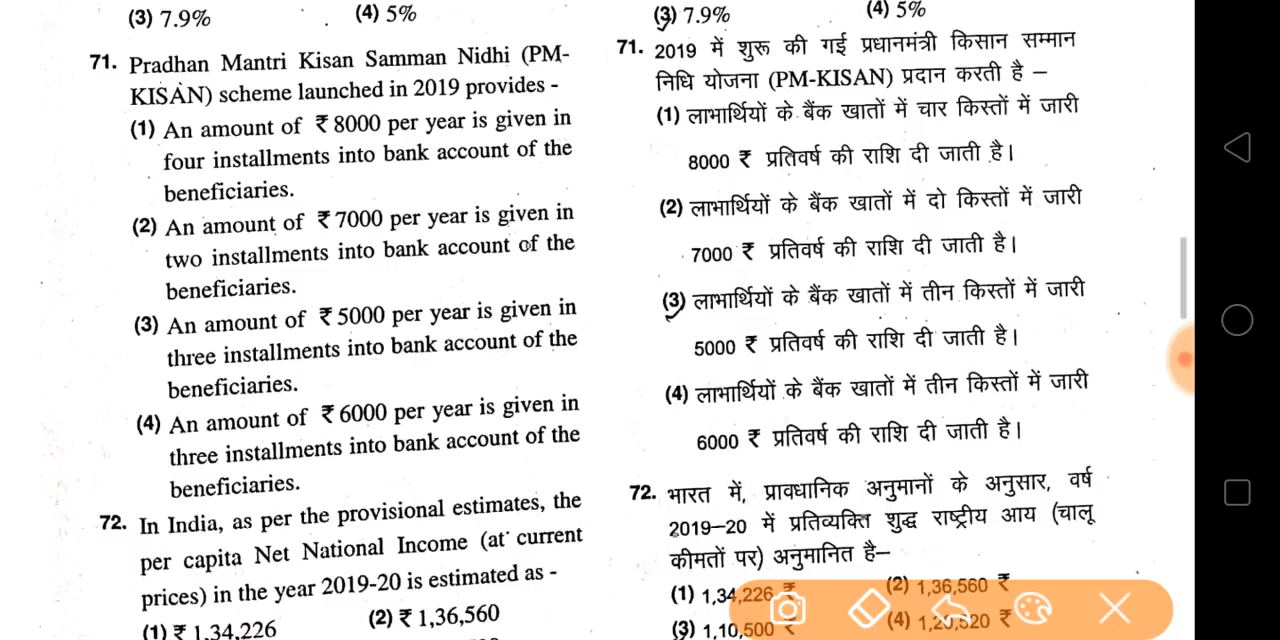 (3) 7.9%
(4) 5%
71. Pradhan Mantri Kisan Samman Nidhi (PM-
KISAN) scheme launched in 2019 provides -
(1) An amount of ₹ 8000 per year is given in
four installments into bank account of the
beneficiaries.
(2) An amount of ₹ 7000 per year is given in
two installments into bank account of the
beneficiaries.
(3) An amount of ₹ 5000 per year is given in
three installments into bank account of the
beneficiaries.
(4) An amount of ₹ 6000 per year is given in
three installments into bank account of the
beneficiaries.
72. In India, as per the provisional estimates, the
per capita Net National Income (at current
prices) in the year 2019-20 is estimated as -
(1) ₹ 1,34,226
(2) ₹ 1,36,560
(3) 7.9%
(4) 5%
71. 2019 में शुरू की गई प्रधानमंत्री किसान सम्मान
निधि योजना (PM-KISAN) प्रदान करती है –
(1) लाभार्थियों के बैंक खातों में चार किस्तों में जारी
8000 ₹ प्रतिवर्ष की राशि दी जाती है।
(2) लाभार्थियों के बैंक खातों में दो किस्तों में जारी
7000 ₹ प्रतिवर्ष की राशि दी जाती है।
(3) लाभार्थियों के बैंक खातों में तीन किस्तों में जारी
5000 ₹ प्रतिवर्ष की राशि दी जाती है।
(4) लाभार्थियों के बैंक खातों में तीन किस्तों में जारी
6000 ₹ प्रतिवर्ष की राशि दी जाती है।
72. भारत में, प्रावधानिक अनुमानों के अनुसार, वर्ष
2019–20 में प्रतिव्यक्ति शुद्ध राष्ट्रीय आय (चालू
कीमतों पर) अनुमानित है–
(1) 1,34,226 ₹
(2) 1,36,560 ₹
(3) 1,10,500 ₹
(4) 1,20,520 ₹